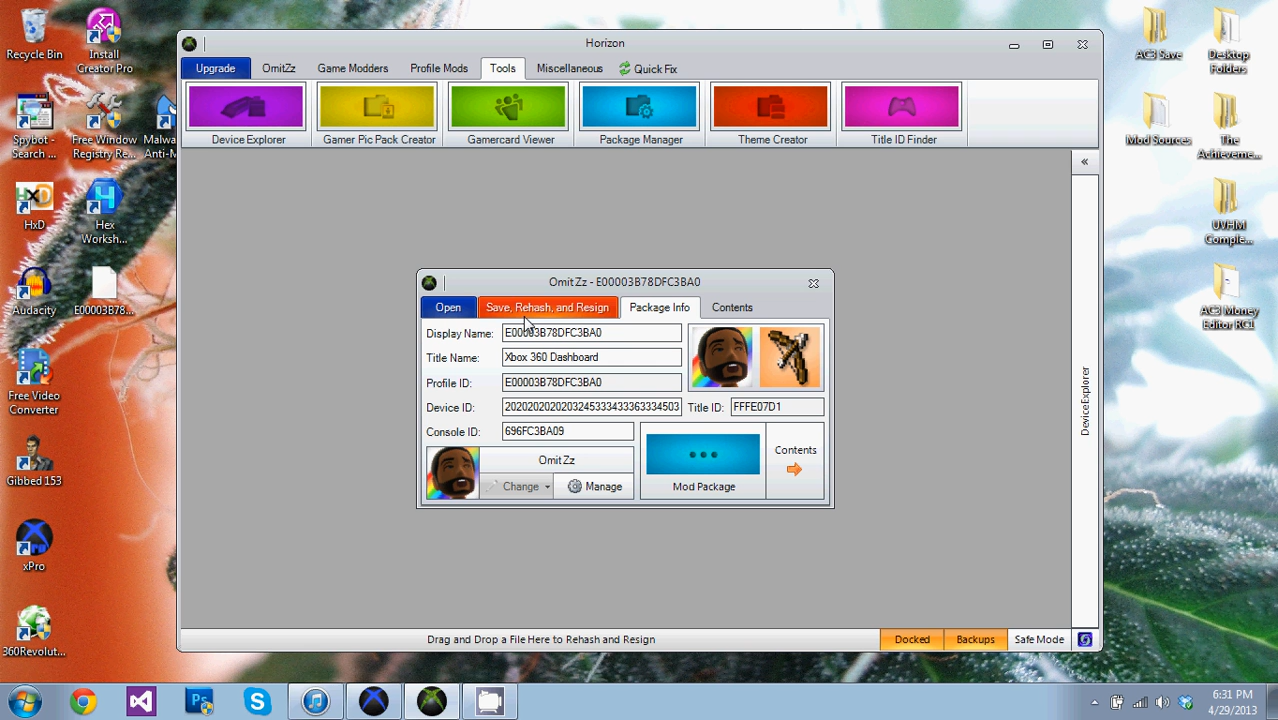 Recycle Bin
Install
Creator Pro
Spybot -
Search ...
Free Window
Registry Re...
Malwa
Anti-M
HxD
Hex
Worksh...
Audacity
E00003B78...
Free Video
Converter
Gibbed 153
xPro
360Revolut...
Horizon
Upgrade
OmitZz
Game Modders
Profile Mods
Tools
Miscellaneous
Quick Fix
Device Explorer
Gamer Pic Pack Creator
Gamercard Viewer
Package Manager
Theme Creator
Title ID Finder
«
Device Explorer
OmitZz - E00003B78DFC3BA0
Open
Save, Rehash, and Resign
Package Info
Contents
Display Name: E00003B78DFC3BA0
Title Name: Xbox 360 Dashboard
Profile ID: E00003B78DFC3BA0
Device ID: 2020202020203245333433363334503
Title ID: FFFE07D1
Console ID: 696FC3BA09
OmitZz
Change
Manage
Mod Package
Contents
Drag and Drop a File Here to Rehash and Resign
Docked
Backups
Safe Mode
AC3 Save
Desktop
Folders
Mod Sources
The
Achieveme...
UVHM
Comple...
AC3 Money
Editor RC1
6:31 PM
4/29/2013